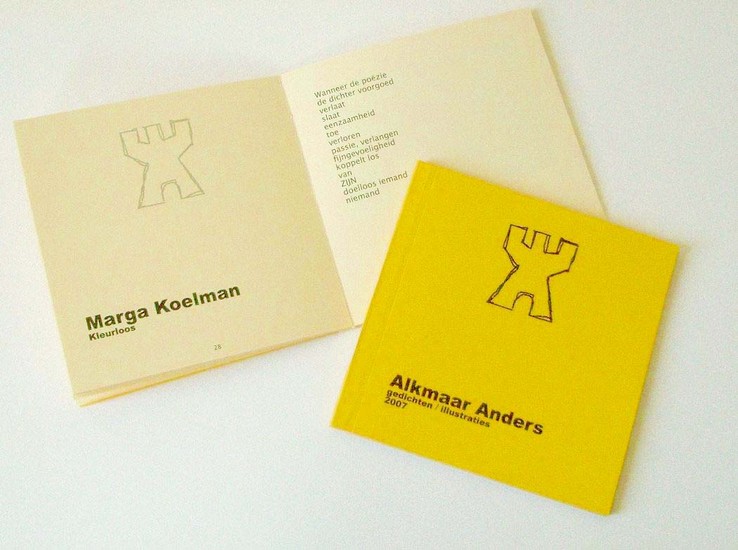 Marga Koelman
Kleurloos
28
Wanneer de poëzie
de dichter voorgoed
verlaat
slaat
eenzaamheid
toe
verloren
passie, verlangen
fijngevoeligheid
koppelt los
van
ZIJN
doelloos iemand
niemand
Alkmaar Anders
gedichten / illustraties
2007